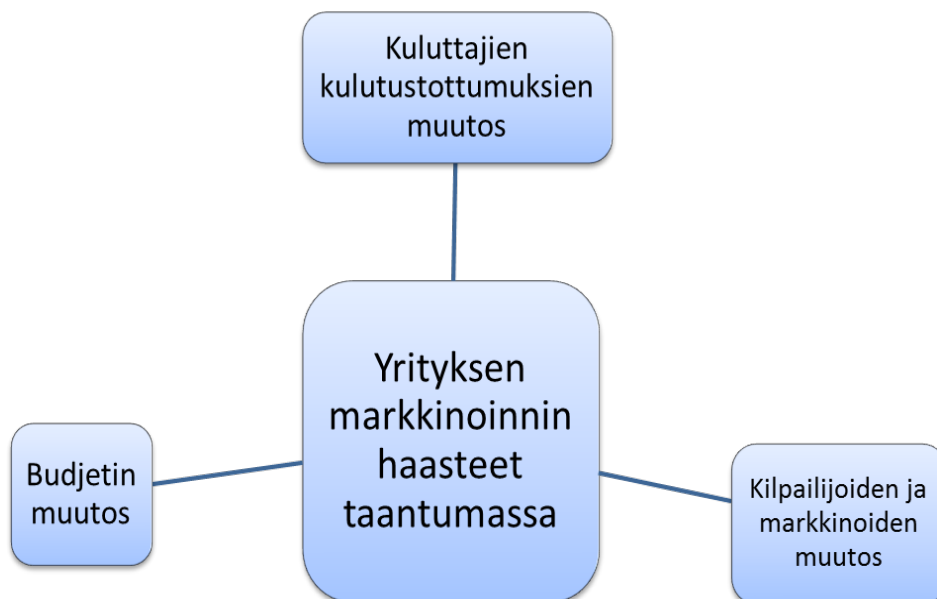 Kuluttajien
kulutustottumuksien
muutos
Yrityksen
markkinoinnin
haasteet
taantumassa
Budjetin
muutos
Kilpailijoiden ja
markkinoiden
muutos